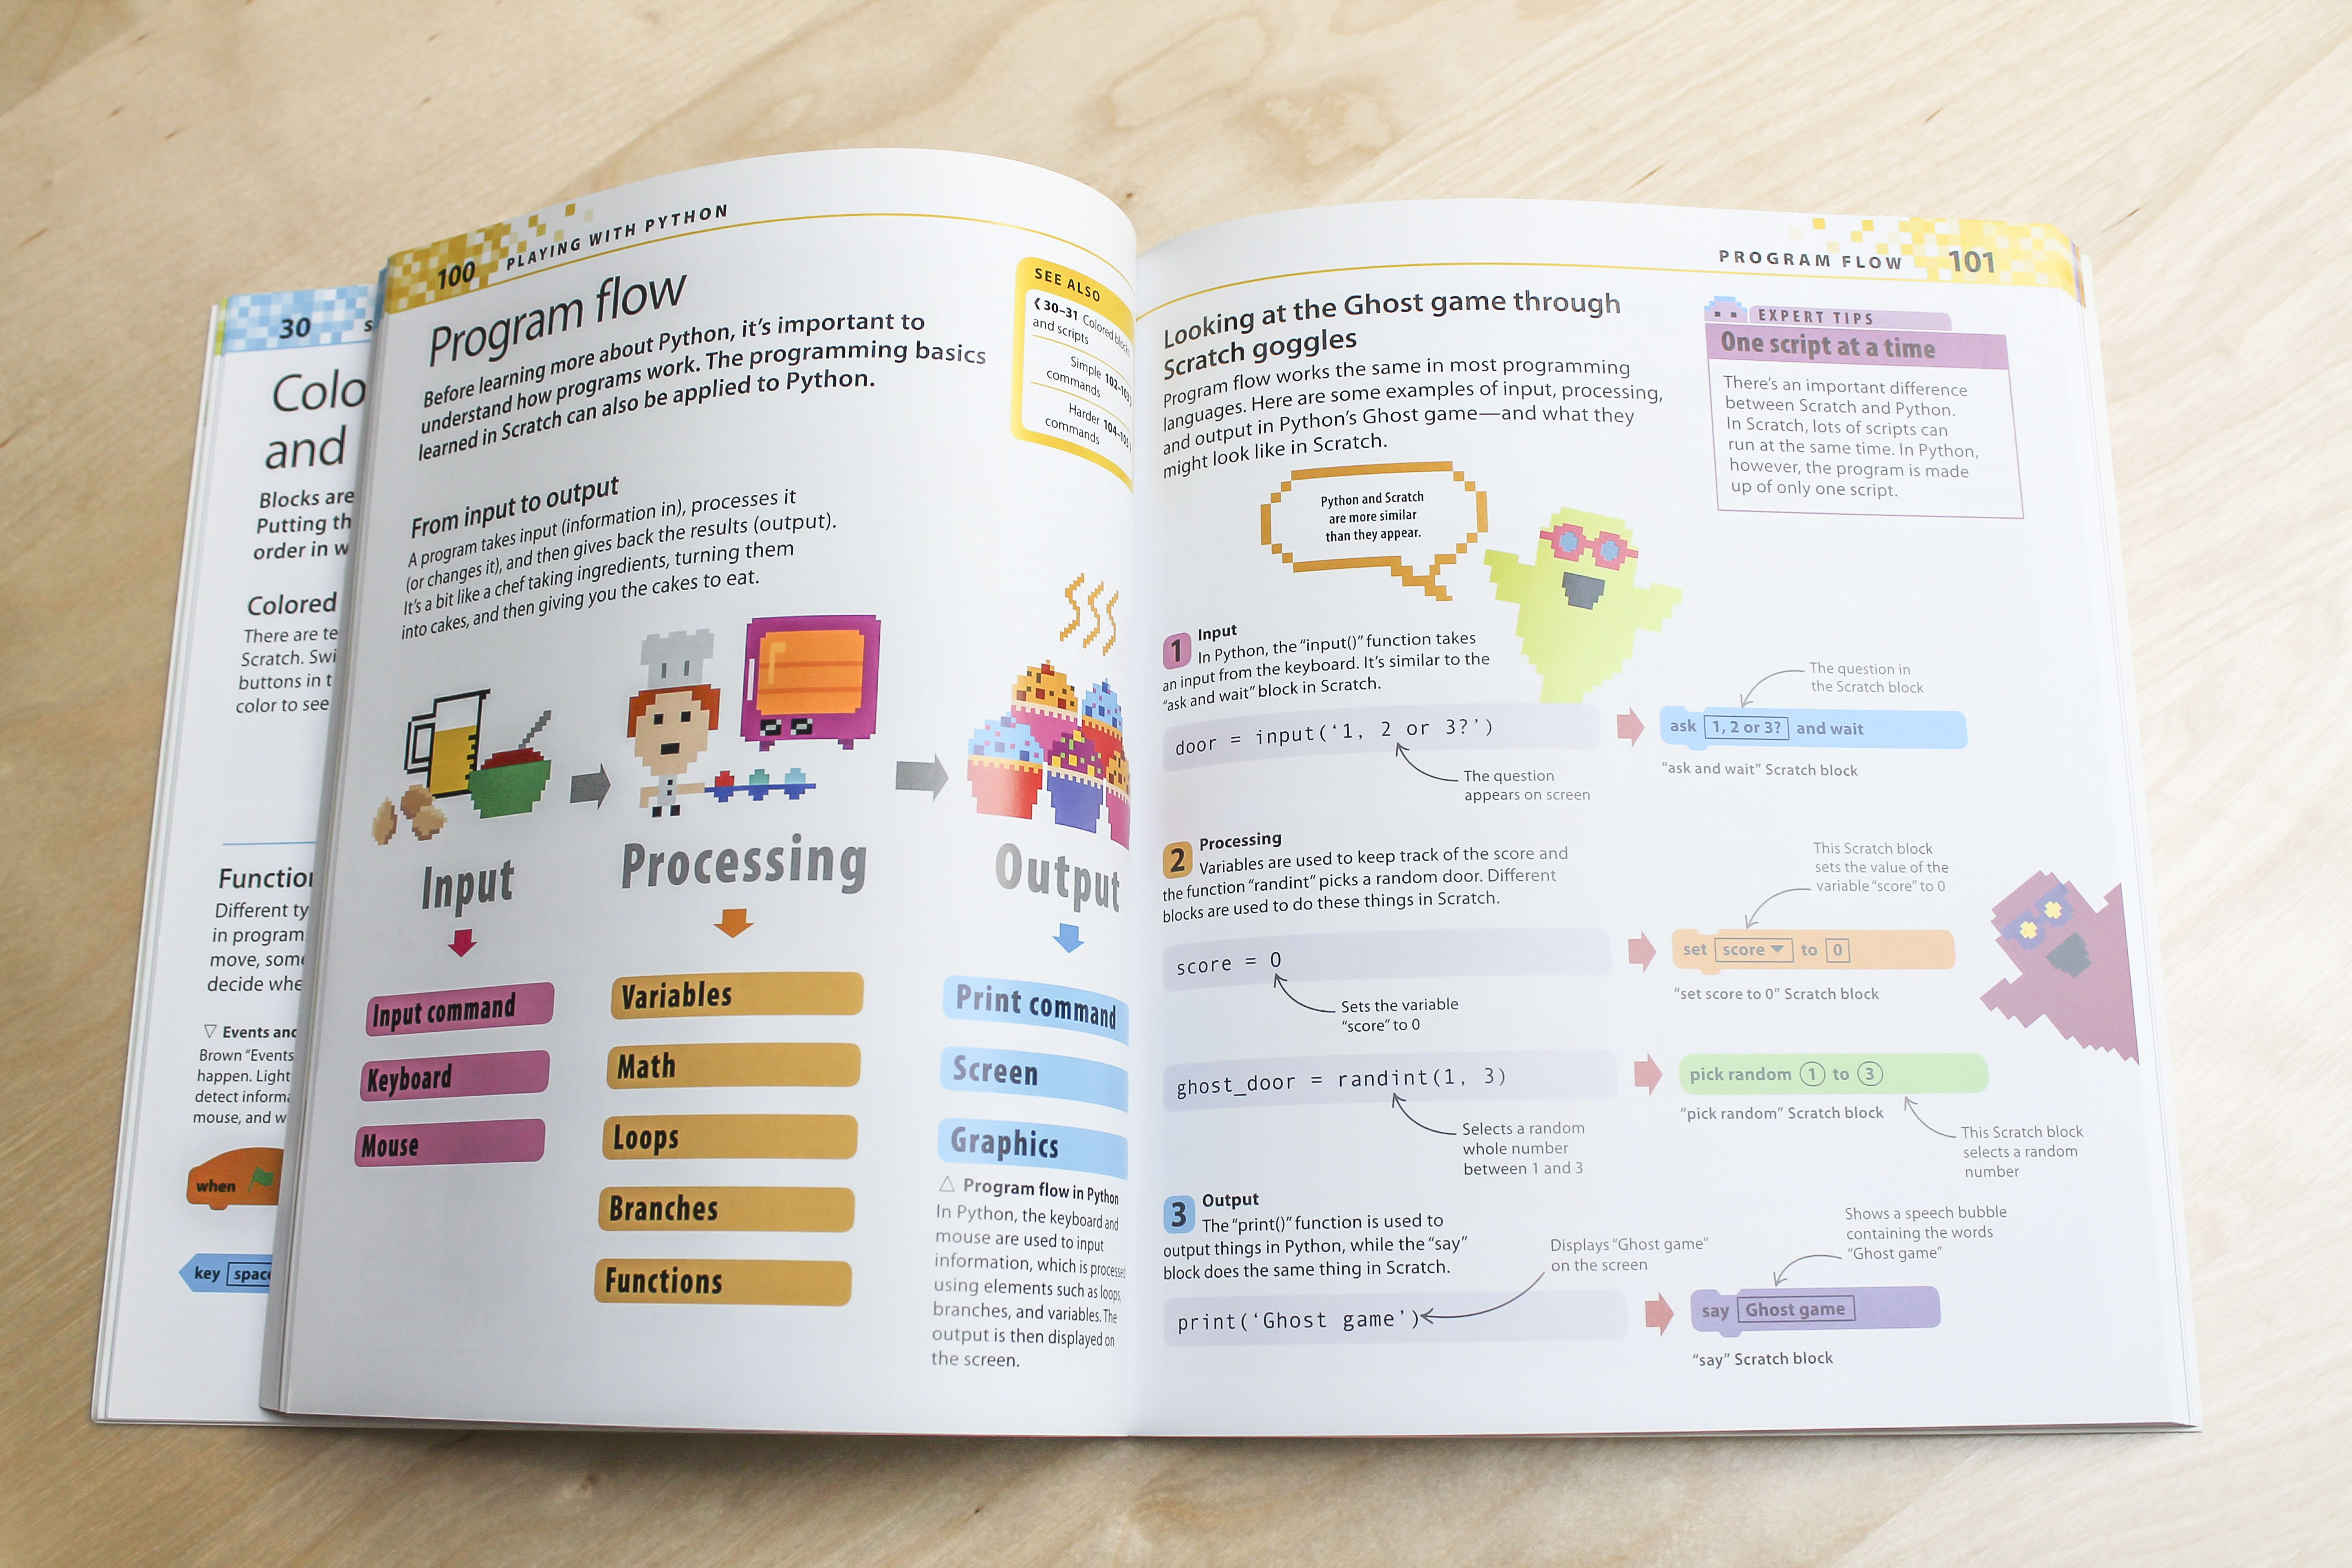 30
Colo
and
Blocks are
Putting th
order in w
Colored
There are te
Scratch. Swi
buttons in t
color to see
Function
Different ty
in program
move, som
decide whe
▽ Events and
Brown “Events
happen. Light
detect informa
mouse, and w
when
key space
100 PLAYING WITH PYTHON
Program flow
Before learning more about Python, it’s important to
understand how programs work. The programming basics
learned in Scratch can also be applied to Python.
SEE ALSO
❮ 30–31 Colored blocks
and scripts
Simple 102–103
commands
Harder 104–105
commands
From input to output
A program takes input (information in), processes it
(or changes it), and then gives back the results (output).
It’s a bit like a chef taking ingredients, turning them
into cakes, and then giving you the cakes to eat.
Input
Processing
Output
Input command
Keyboard
Mouse
Variables
Math
Loops
Branches
Functions
Print command
Screen
Graphics
△ Program flow in Python
In Python, the keyboard and
mouse are used to input
information, which is processed
using elements such as loops,
branches, and variables. The
output is then displayed on
the screen.
PROGRAM FLOW 101
Looking at the Ghost game through
Scratch goggles
Program flow works the same in most programming
languages. Here are some examples of input, processing,
and output in Python’s Ghost game—and what they
might look like in Scratch.
EXPERT TIPS
One script at a time
There’s an important difference
between Scratch and Python.
In Scratch, lots of scripts can
run at the same time. In Python,
however, the program is made
up of only one script.
Python and Scratch
are more similar
than they appear.
1 Input
In Python, the “input()” function takes
an input from the keyboard. It’s similar to the
“ask and wait” block in Scratch.
door = input(‘1, 2 or 3?’)
The question
appears on screen
The question in
the Scratch block
ask 1, 2 or 3? and wait
“ask and wait” Scratch block
2 Processing
Variables are used to keep track of the score and
the function “randint” picks a random door. Different
blocks are used to do these things in Scratch.
score = 0
Sets the variable
“score” to 0
This Scratch block
sets the value of the
variable “score” to 0
set score ▼ to 0
“set score to 0” Scratch block
ghost_door = randint(1, 3)
Selects a random
whole number
between 1 and 3
pick random 1 to 3
“pick random” Scratch block
This Scratch block
selects a random
number
3 Output
The “print()” function is used to
output things in Python, while the “say”
block does the same thing in Scratch.
print(‘Ghost game’)
Displays “Ghost game”
on the screen
Shows a speech bubble
containing the words
“Ghost game”
say Ghost game
“say” Scratch block